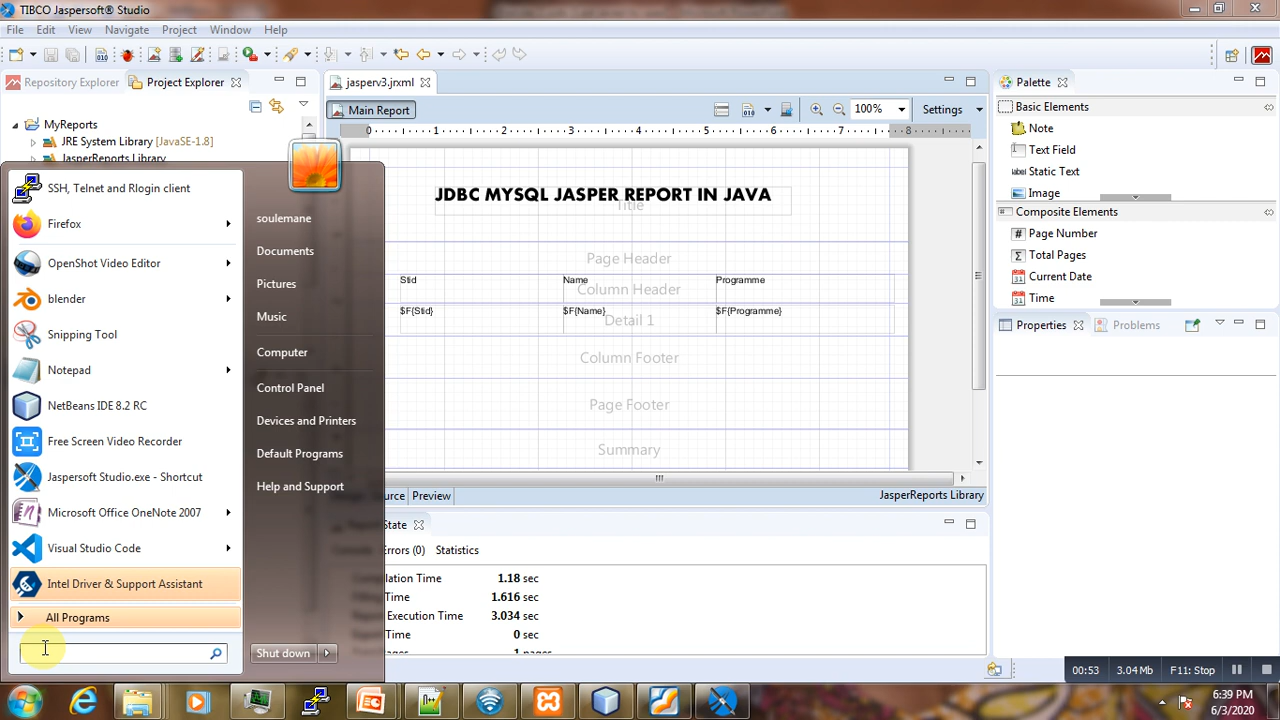 TIBCO Jaspersoft® Studio
File Edit View Navigate Project Window Help
Repository Explorer Project Explorer
jasperv3.jrxml
Palette
Main Report
100%
Settings
Basic Elements
MyReports
Note
JRE System Library [JavaSE-1.8]
Text Field
JasperReports Library
Static Text
Image
SSH, Telnet and Rlogin client
JDBC MYSQL JASPER REPORT IN JAVA
Title
Composite Elements
Firefox
soulemane
Page Number
Documents
Page Header
Total Pages
OpenShot Video Editor
Stid Name Programme
Column Header
Current Date
Pictures
blender
Time
Music
$F{Stid} $F{Name} $F{Programme}
Detail 1
Properties Problems
Snipping Tool
Computer
Column Footer
Notepad
Control Panel
NetBeans IDE 8.2 RC
Page Footer
Devices and Printers
Free Screen Video Recorder
Default Programs
Summary
Jaspersoft Studio.exe - Shortcut
Help and Support
Preview
JasperReports Library
Microsoft Office OneNote 2007
State
Visual Studio Code
Errors (0) Statistics
Intel Driver & Support Assistant
Time 1.18 sec
Time 1.616 sec
All Programs
Execution Time 3.034 sec
Time 0 sec
Shut down
00:53 3.04 Mb F11: Stop
6:39 PM
6/3/2020